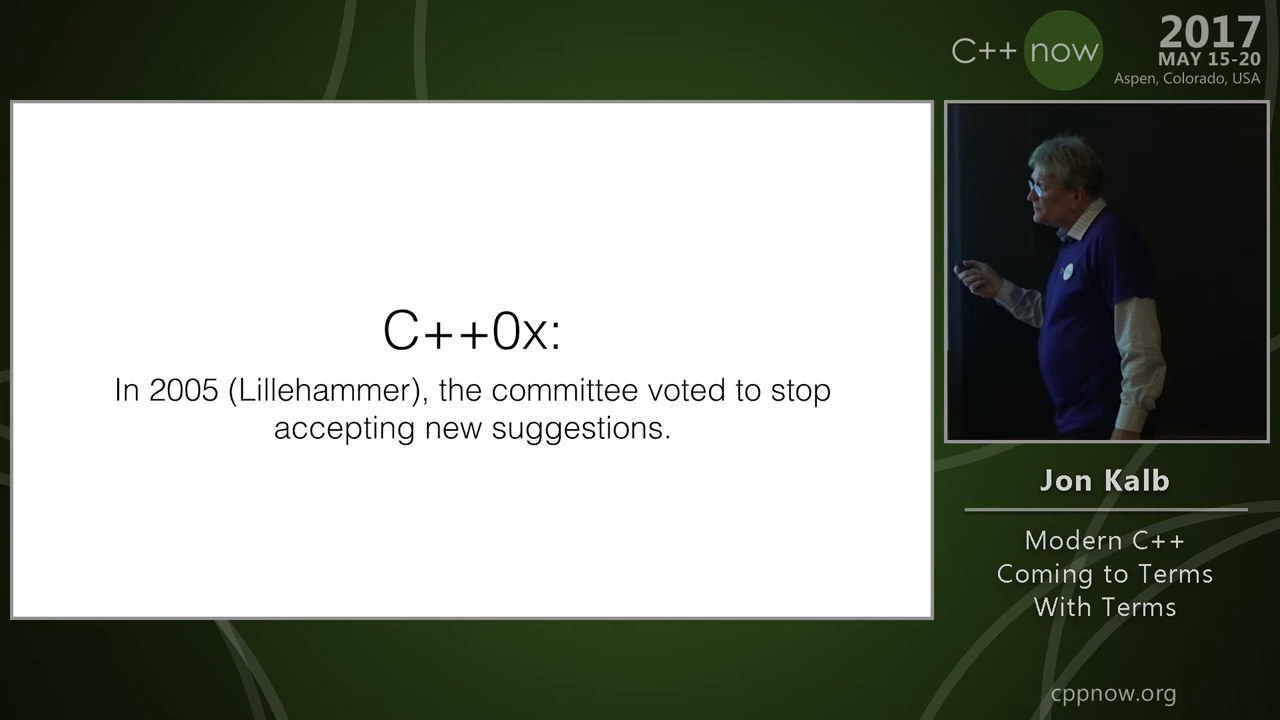 C++ now
2017
MAY 15-20
Aspen, Colorado, USA
C++0x:
In 2005 (Lillehammer), the committee voted to stop
accepting new suggestions.
Jon Kalb
Modern C++
Coming to Terms
With Terms
cppnow.org